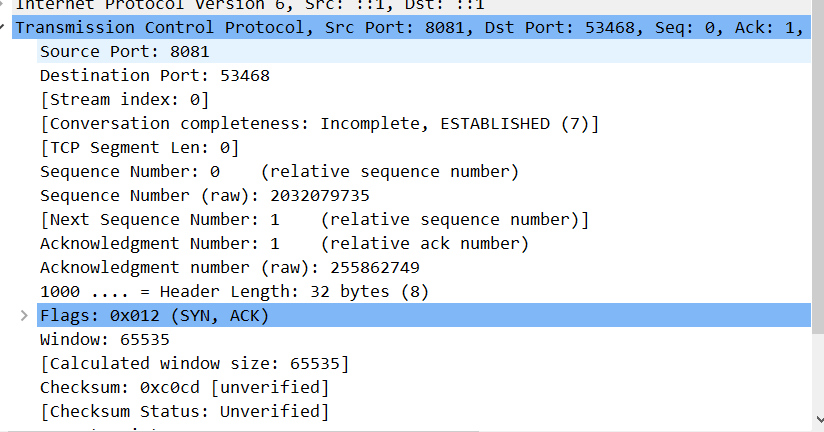 Internet Protocol Version 6, Src: ::1, Dst: ::1
Transmission Control Protocol, Src Port: 8081, Dst Port: 53468, Seq: 0, Ack: 1,
Source Port: 8081
Destination Port: 53468
[Stream index: 0]
[Conversation completeness: Incomplete, ESTABLISHED (7)]
[TCP Segment Len: 0]
Sequence Number: 0    (relative sequence number)
Sequence Number (raw): 2032079735
[Next Sequence Number: 1    (relative sequence number)]
Acknowledgment Number: 1    (relative ack number)
Acknowledgment number (raw): 255862749
1000 .... = Header Length: 32 bytes (8)
Flags: 0x012 (SYN, ACK)
Window: 65535
[Calculated window size: 65535]
Checksum: 0xc0cd [unverified]
[Checksum Status: Unverified]